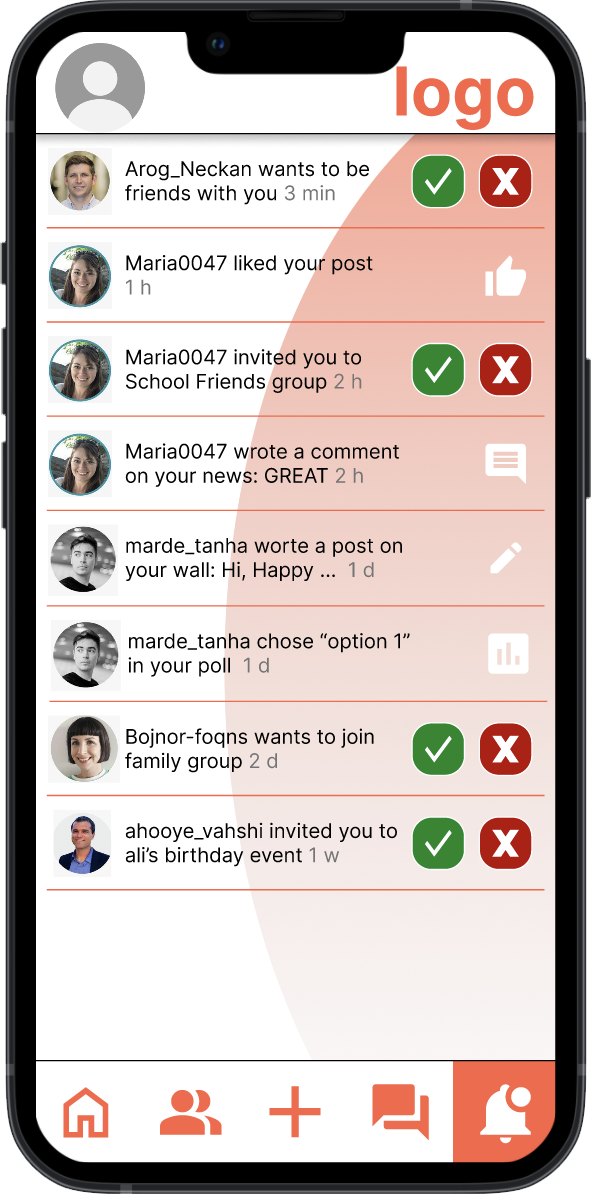 logo
Arog_Neckan wants to be
friends with you 3 min
Maria0047 liked your post
1 h
Maria0047 invited you to
School Friends group 2 h
Maria0047 wrote a comment
on your news: GREAT 2 h
marde_tanha worte a post on
your wall: Hi, Happy ... 1 d
marde_tanha chose “option 1”
in your poll 1 d
Bojnor-foqns wants to join
family group 2 d
ahooye_vahshi invited you to
ali’s birthday event 1 w